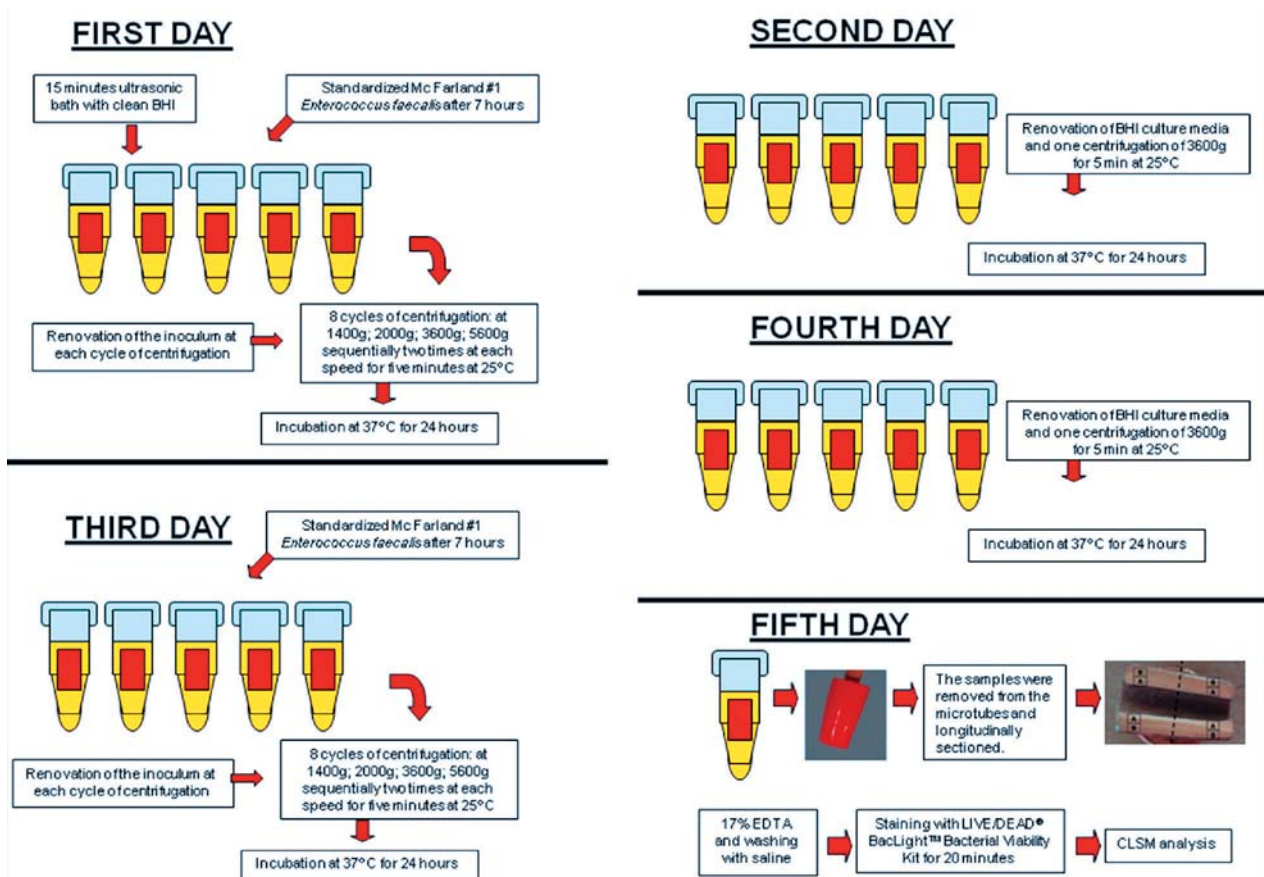 FIRST DAY
15 minutes ultrasonic
bath with clean BHI
Standardized Mc Farland #1
Enterococcus faecalis after 7 hours
Renovation of the inoculum at
each cycle of centrifugation
8 cycles of centrifugation: at
1400g; 2000g; 3600g; 5600g
sequentially two times at each
speed for five minutes at 25°C
Incubation at 37°C for 24 hours
SECOND DAY
Renovation of BHI culture media
and one centrifugation of 3600g
for 5 min at 25°C
Incubation at 37°C for 24 hours
THIRD DAY
Standardized Mc Farland #1
Enterococcus faecalis after 7 hours
Renovation of the inoculum at
each cycle of centrifugation
8 cycles of centrifugation: at
1400g; 2000g; 3600g; 5600g
sequentially two times at each
speed for five minutes at 25°C
Incubation at 37°C for 24 hours
FOURTH DAY
Renovation of BHI culture media
and one centrifugation of 3600g
for 5 min at 25°C
Incubation at 37°C for 24 hours
FIFTH DAY
The samples were
removed from the
microtubes and
longitudinally
sectioned.
17% EDTA
and washing
with saline
Staining with LIVE/DEAD®
BacLight™ Bacterial Viability
Kit for 20 minutes
CLSM analysis